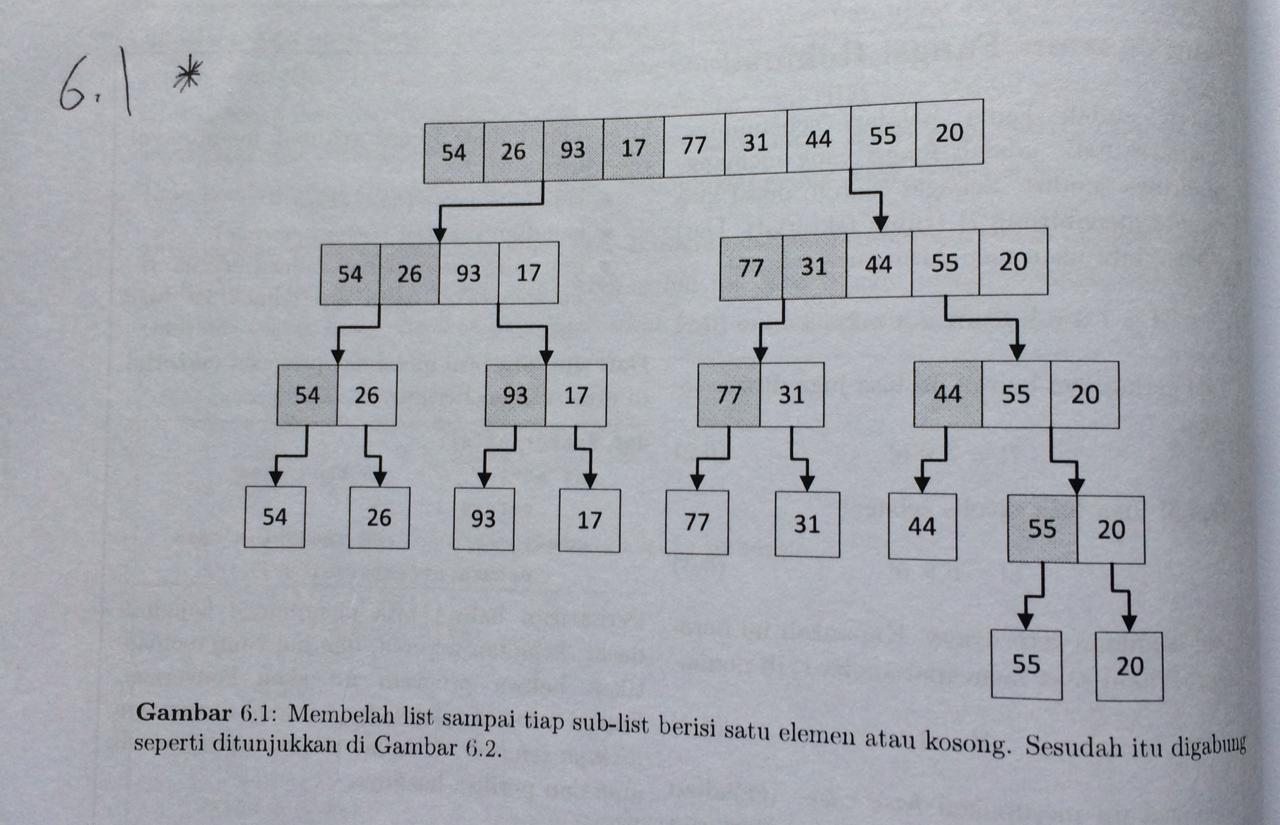 6.1 *
54 26 93 17 77 31 44 55 20
54 26 93 17 77 31 44 55 20
54 26 93 17 77 31 44 55 20
54 26 93 17 77 31 44 55 20
55 20
Gambar 6.1: Membelah list sampai tiap sub-list berisi satu elemen atau kosong. Sesudah itu digabung
seperti ditunjukkan di Gambar 6.2.